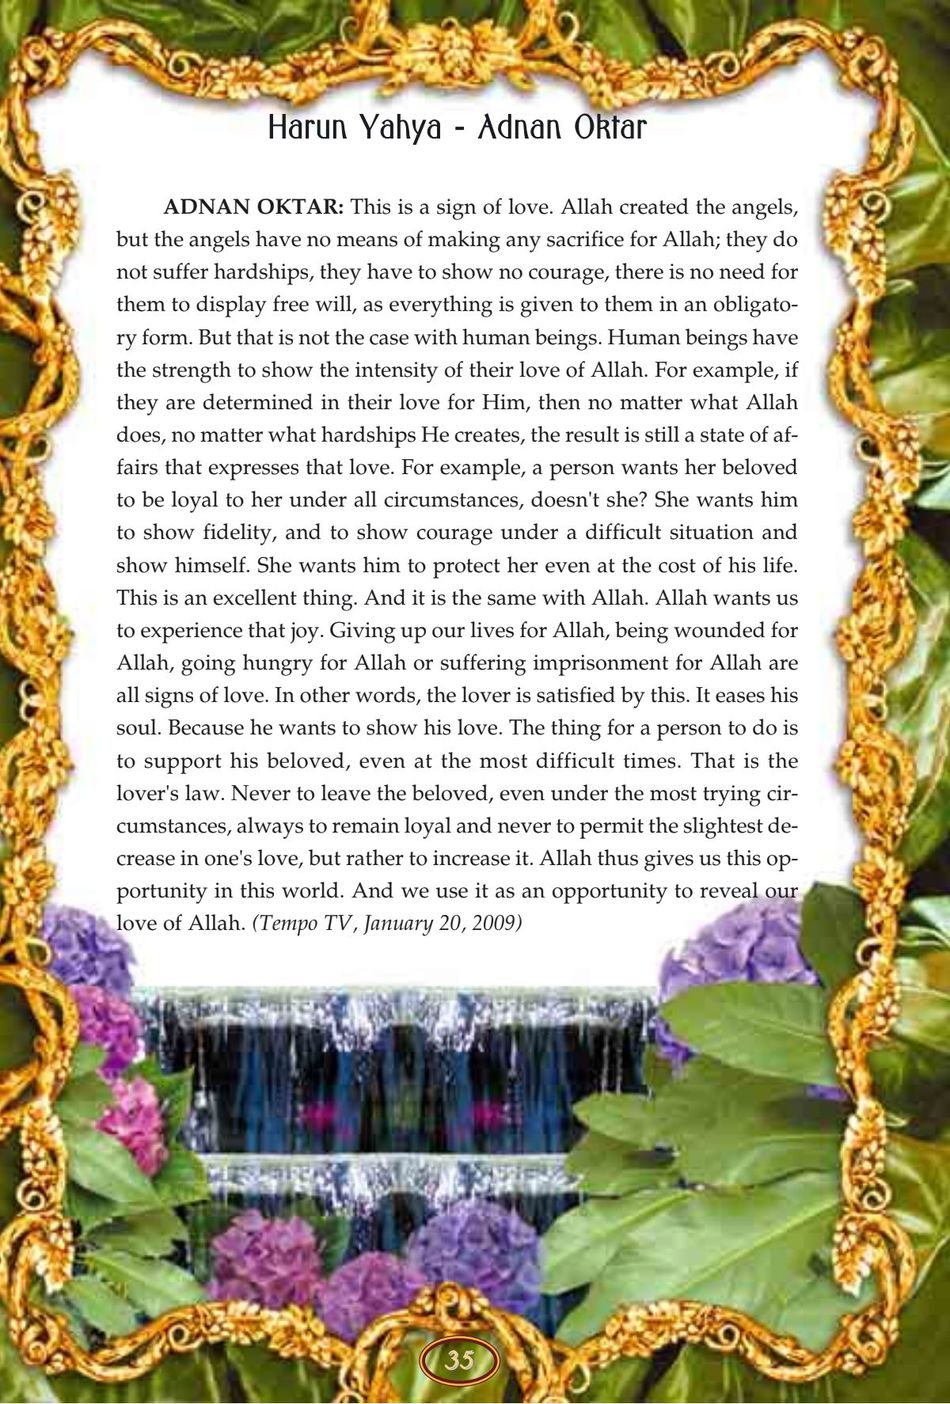 Harun Yahya - Adnan Oktar
ADNAN OKTAR: This is a sign of love. Allah created the angels,
but the angels have no means of making any sacrifice for Allah; they do
not suffer hardships, they have to show no courage, there is no need for
them to display free will, as everything is given to them in an obligato-
ry form. But that is not the case with human beings. Human beings have
the strength to show the intensity of their love of Allah. For example, if
they are determined in their love for Him, then no matter what Allah
does, no matter what hardships He creates, the result is still a state of af-
fairs that expresses that love. For example, a person wants her beloved
to be loyal to her under all circumstances, doesn't she? She wants him
to show fidelity, and to show courage under a difficult situation and
show himself. She wants him to protect her even at the cost of his life.
This is an excellent thing. And it is the same with Allah. Allah wants us
to experience that joy. Giving up our lives for Allah, being wounded for
Allah, going hungry for Allah or suffering imprisonment for Allah are
all signs of love. In other words, the lover is satisfied by this. It eases his
soul. Because he wants to show his love. The thing for a person to do is
to support his beloved, even at the most difficult times. That is the
lover's law. Never to leave the beloved, even under the most trying cir-
cumstances, always to remain loyal and never to permit the slightest de-
crease in one's love, but rather to increase it. Allah thus gives us this op-
portunity in this world. And we use it as an opportunity to reveal our
love of Allah. (Tempo TV, January 20, 2009)
35